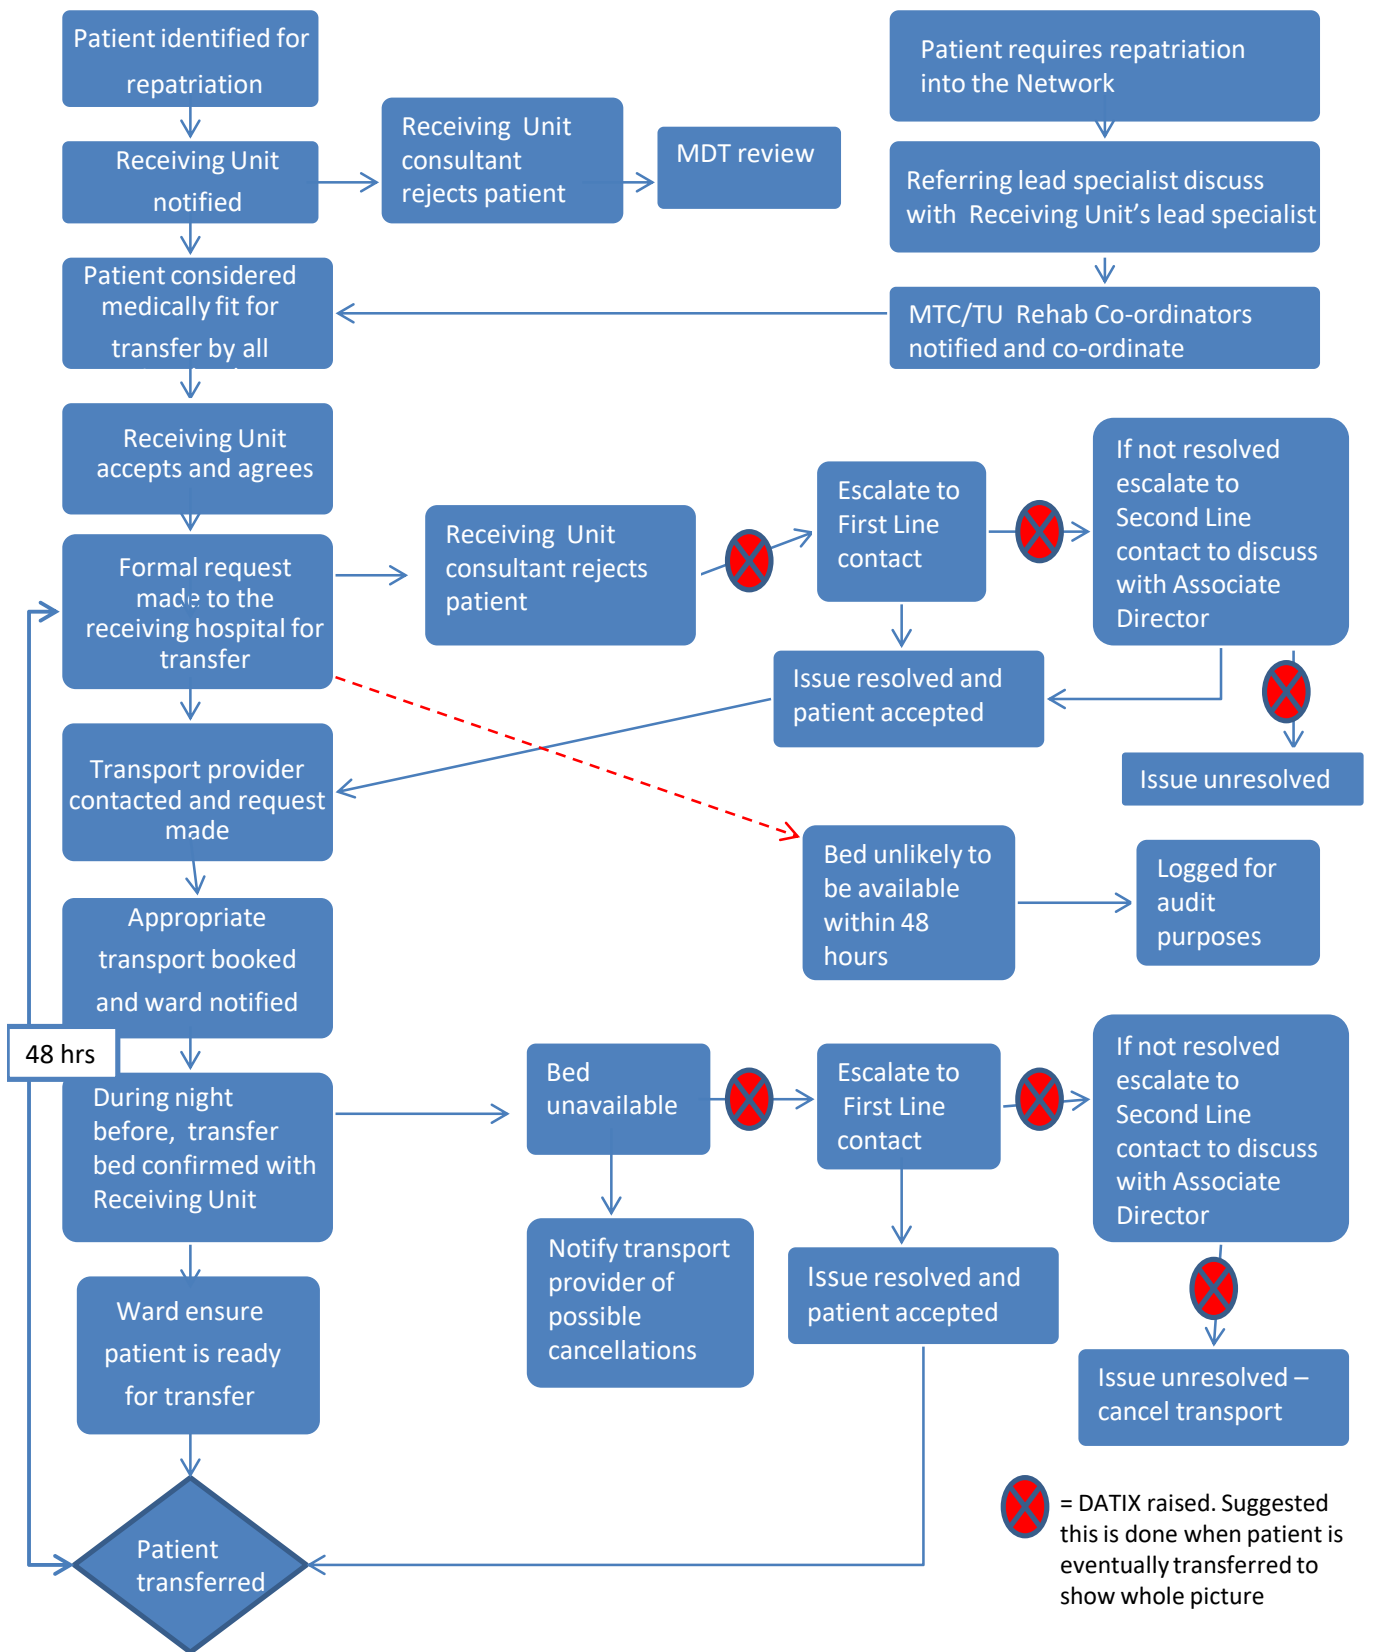 Patient identified for
repatriation
Patient requires repatriation
into the Network
Receiving Unit
notified
Receiving Unit
consultant
rejects patient
MDT review
Referring lead specialist discuss
with Receiving Unit’s lead specialist
Patient considered
medically fit for
transfer by all
MTC/TU Rehab Co-ordinators
notified and co-ordinate
Receiving Unit
accepts and agrees
Formal request
made to the
receiving hospital for
transfer
Receiving Unit
consultant rejects
patient
Escalate to
First Line
contact
If not resolved
escalate to
Second Line
contact to discuss
with Associate
Director
Issue resolved and
patient accepted
Issue unresolved
Transport provider
contacted and request
made
Bed unlikely to
be available
within 48
hours
Logged for
audit
purposes
Appropriate
transport booked
and ward notified
48 hrs
During night
before, transfer
bed confirmed with
Receiving Unit
Bed
unavailable
Escalate to
First Line
contact
If not resolved
escalate to
Second Line
contact to discuss
with Associate
Director
Notify transport
provider of
possible
cancellations
Issue resolved and
patient accepted
Issue unresolved –
cancel transport
Ward ensure
patient is ready
for transfer
Patient
transferred
= DATIX raised. Suggested
this is done when patient is
eventually transferred to
show whole picture